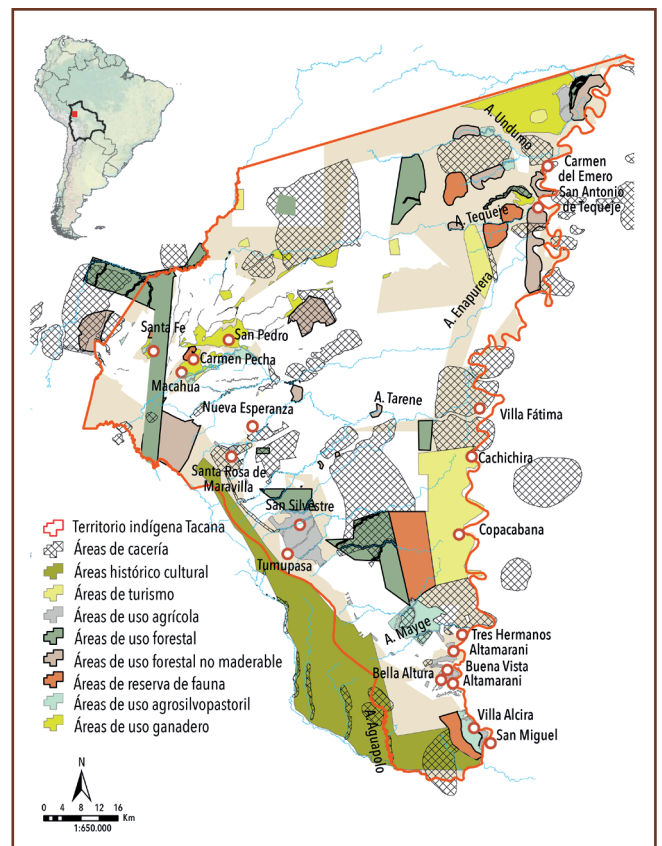 A. Undumo
Carmen
del Emero
San Antonio
de Tequeje
A. Tequeje
A. Enapurera
Santa Fe
San Pedro
Carmen Pecha
Macahua
A. Tarene
Nueva Esperanza
Villa Fátima
Cachichira
Santa Rosa de
Maravilla
San Silvestre
Copacabana
Tumupasa
A. Mayge
Tres Hermanos
Altamarani
Buena Vista
Bella Altura
Altamarani
Villa Alcira
San Miguel
A. Aguapolo
Territorio indígena Tacana
Áreas de cacería
Áreas histórico cultural
Áreas de turismo
Áreas de uso agrícola
Áreas de uso forestal
Áreas de uso forestal no maderable
Áreas de reserva de fauna
Áreas de uso agrosilvopastoril
Áreas de uso ganadero
N
0 4 8 12 16
Km
1:650.000